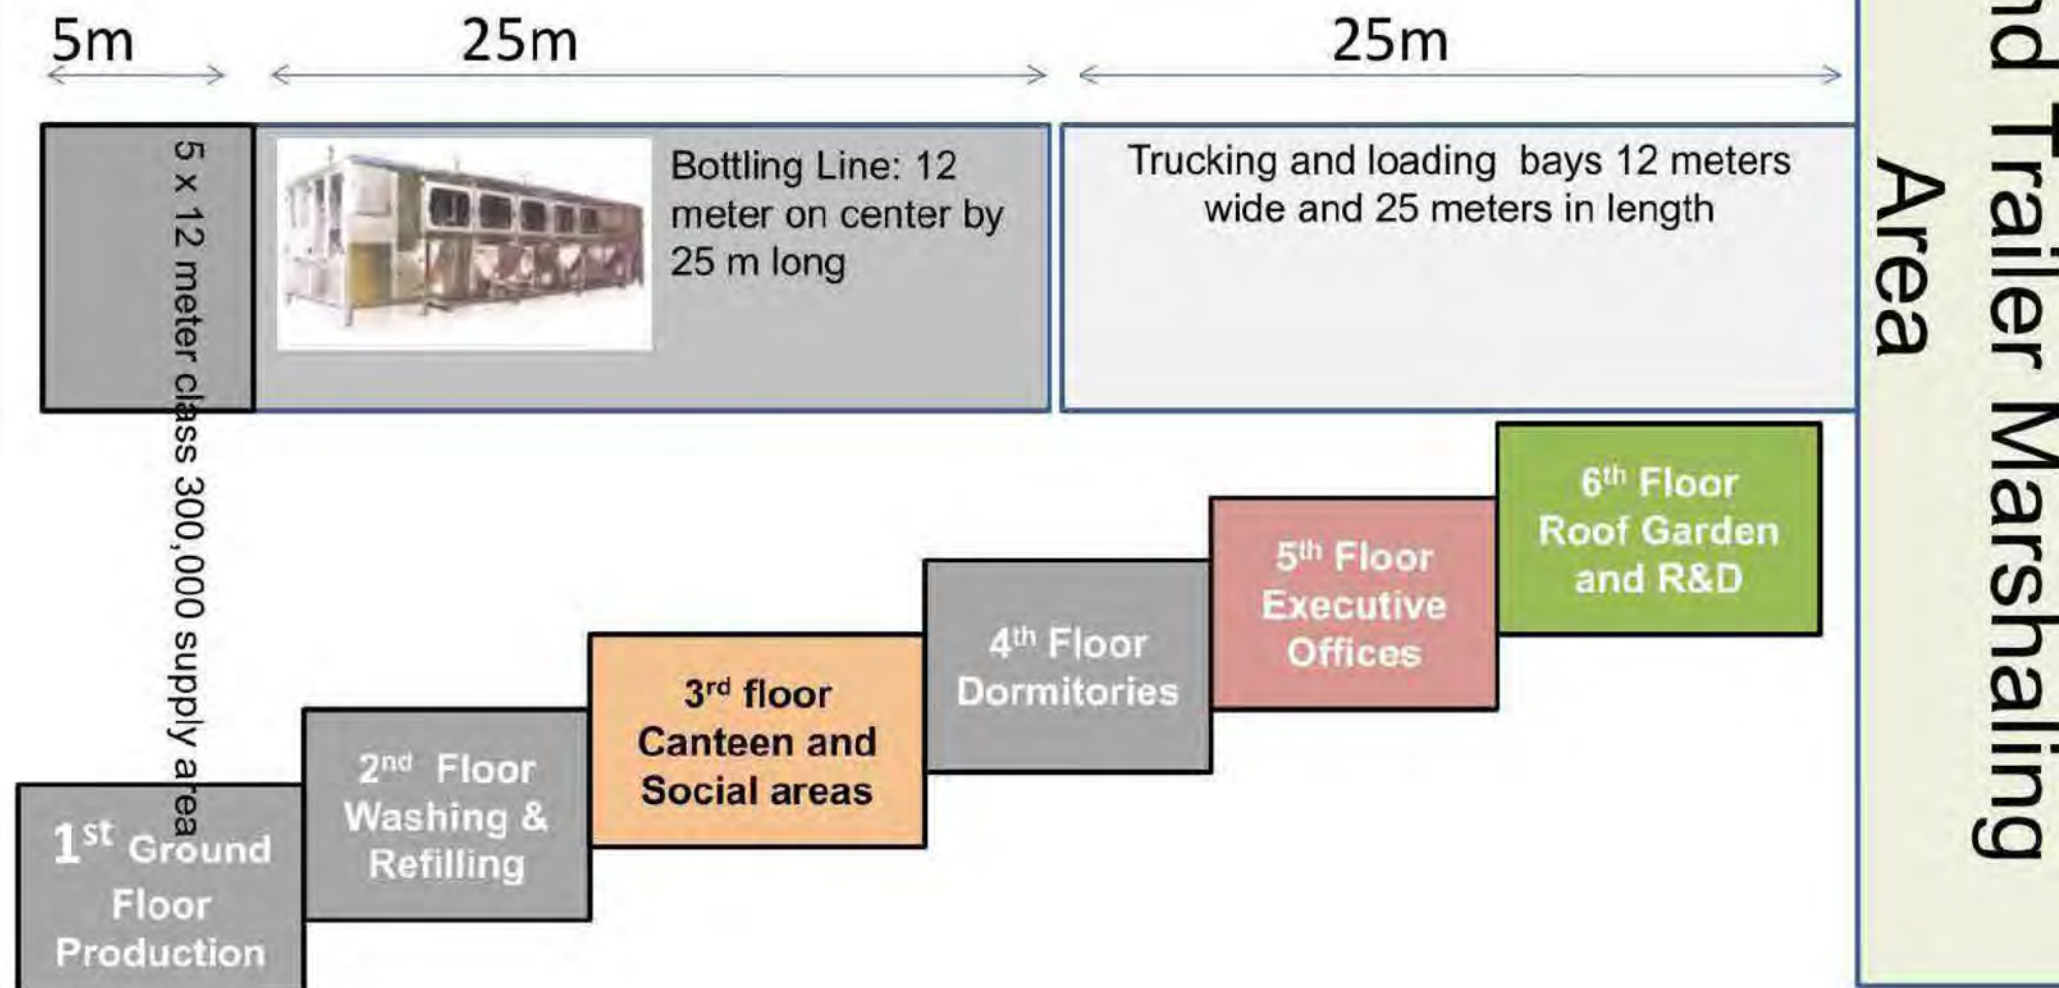 5m
25m
25m
5 x 12 meter class 300,000 supply area
Bottling Line: 12
meter on center by
25 m long
Trucking and loading bays 12 meters
wide and 25 meters in length
Trailer Marshaling
Area
6th Floor
Roof Garden
and R&D
5th Floor
Executive
Offices
4th Floor
Dormitories
3rd floor
Canteen and
Social areas
2nd Floor
Washing &
Refilling
1st Ground
Floor
Production